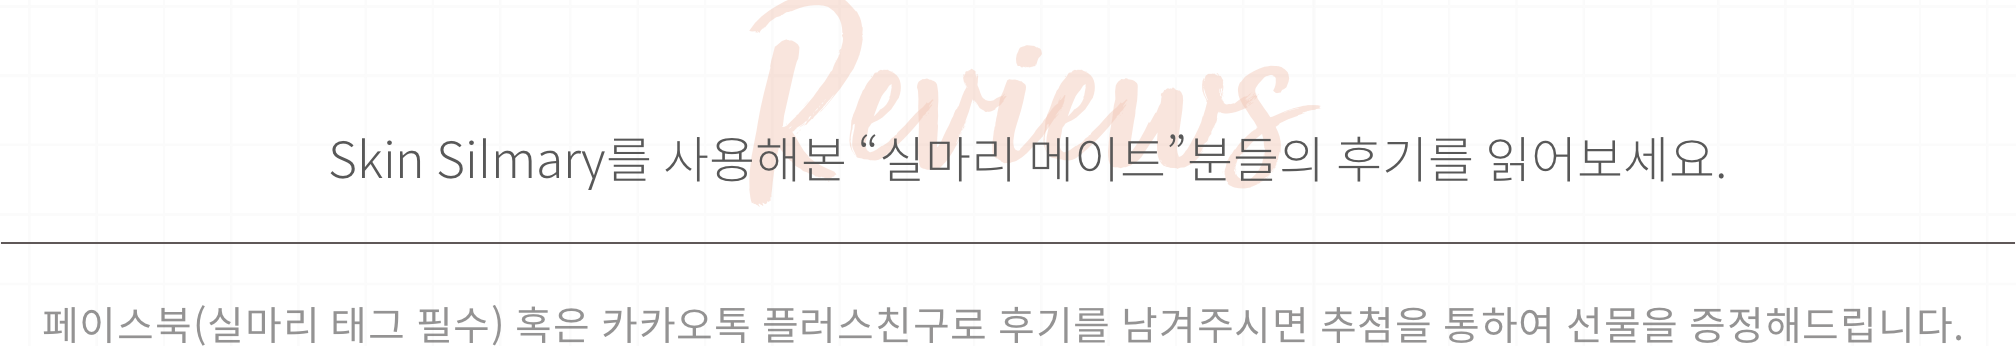 Reviews
Skin Silmary를 사용해본 “실마리 메이트”분들의 후기를 읽어보세요.
페이스북(실마리 태그 필수) 혹은 카카오톡 플러스친구로 후기를 남겨주시면 추첨을 통하여 선물을 증정해드립니다.